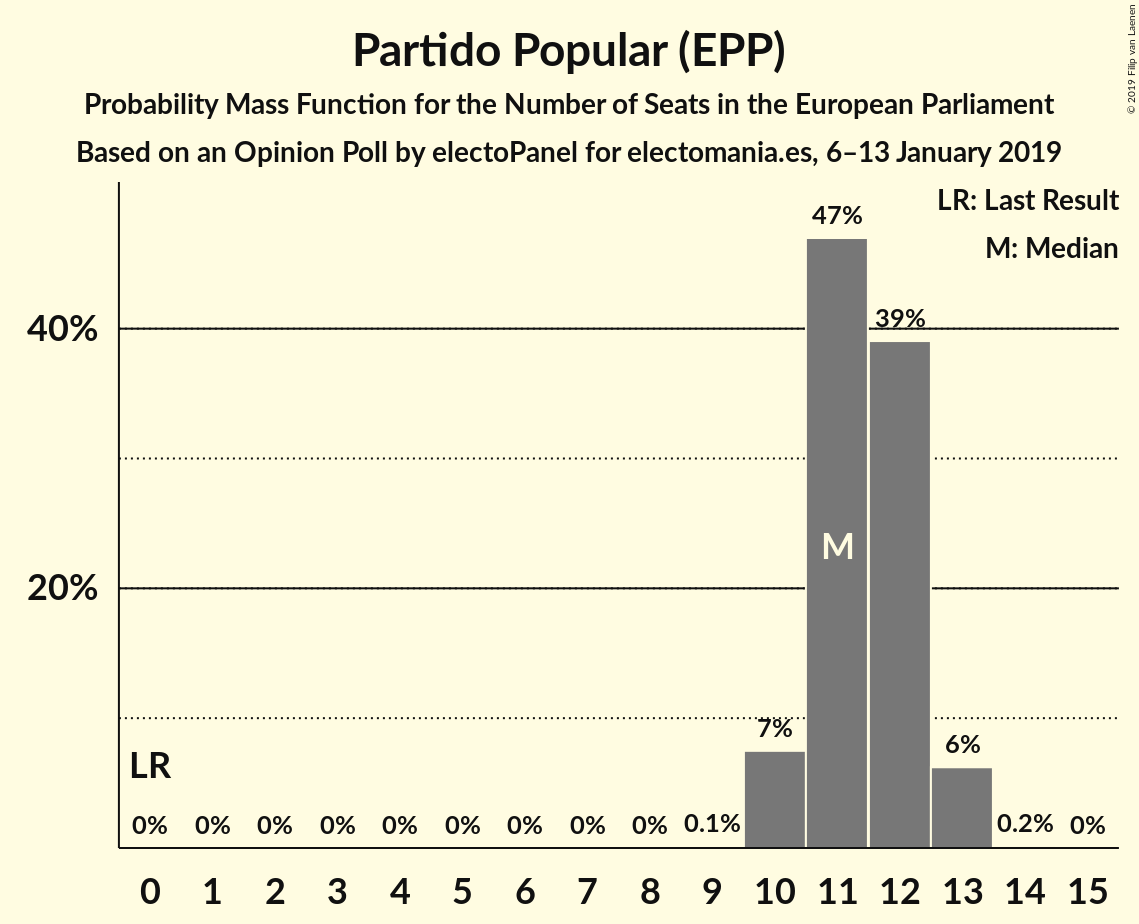 Partido Popular (EPP)
Probability Mass Function for the Number of Seats in the European Parliament
Based on an Opinion Poll by electoPanel for electomania.es, 6–13 January 2019
© 2019 Filip van Laenen
LR: Last Result
M: Median
47%
39%
40%
M
20%
7%
6%
LR
0% 0% 0% 0% 0% 0% 0% 0% 0% 0.1% 0.2% 0%
0 1 2 3 4 5 6 7 8 9 10 11 12 13 14 15